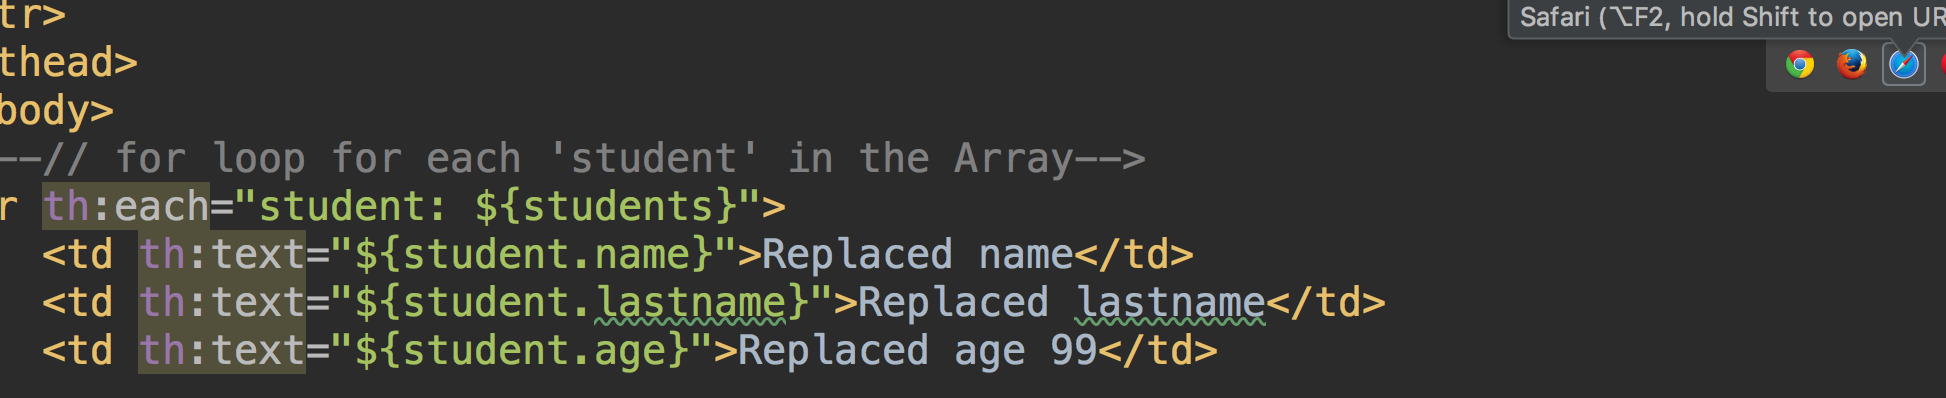 tr>
Safari (⌥F2, hold Shift to open UR
thead>
body>
--// for loop for each 'student' in the Array-->
r th:each="student: ${students}">
<td th:text="${student.name}">Replaced name</td>
<td th:text="${student.lastname}">Replaced lastname</td>
<td th:text="${student.age}">Replaced age 99</td>